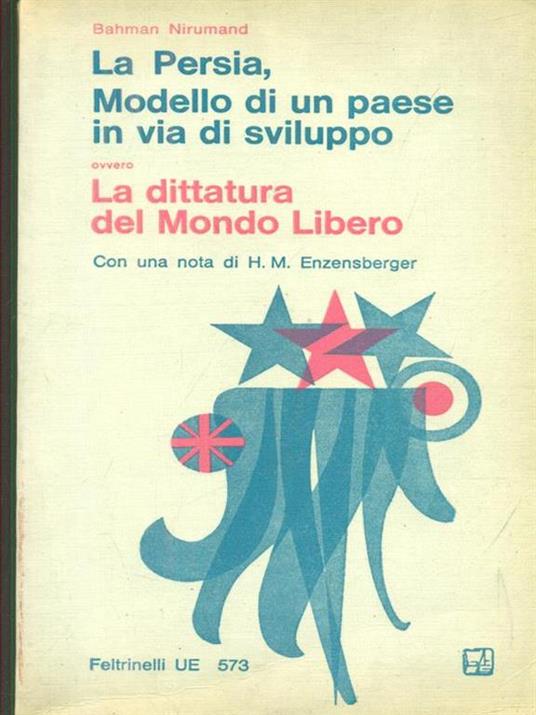 Bahman Nirumand
La Persia,
Modello di un paese
in via di sviluppo
ovvero
La dittatura
del Mondo Libero
Con una nota di H. M. Enzensberger
Feltrinelli UE 573